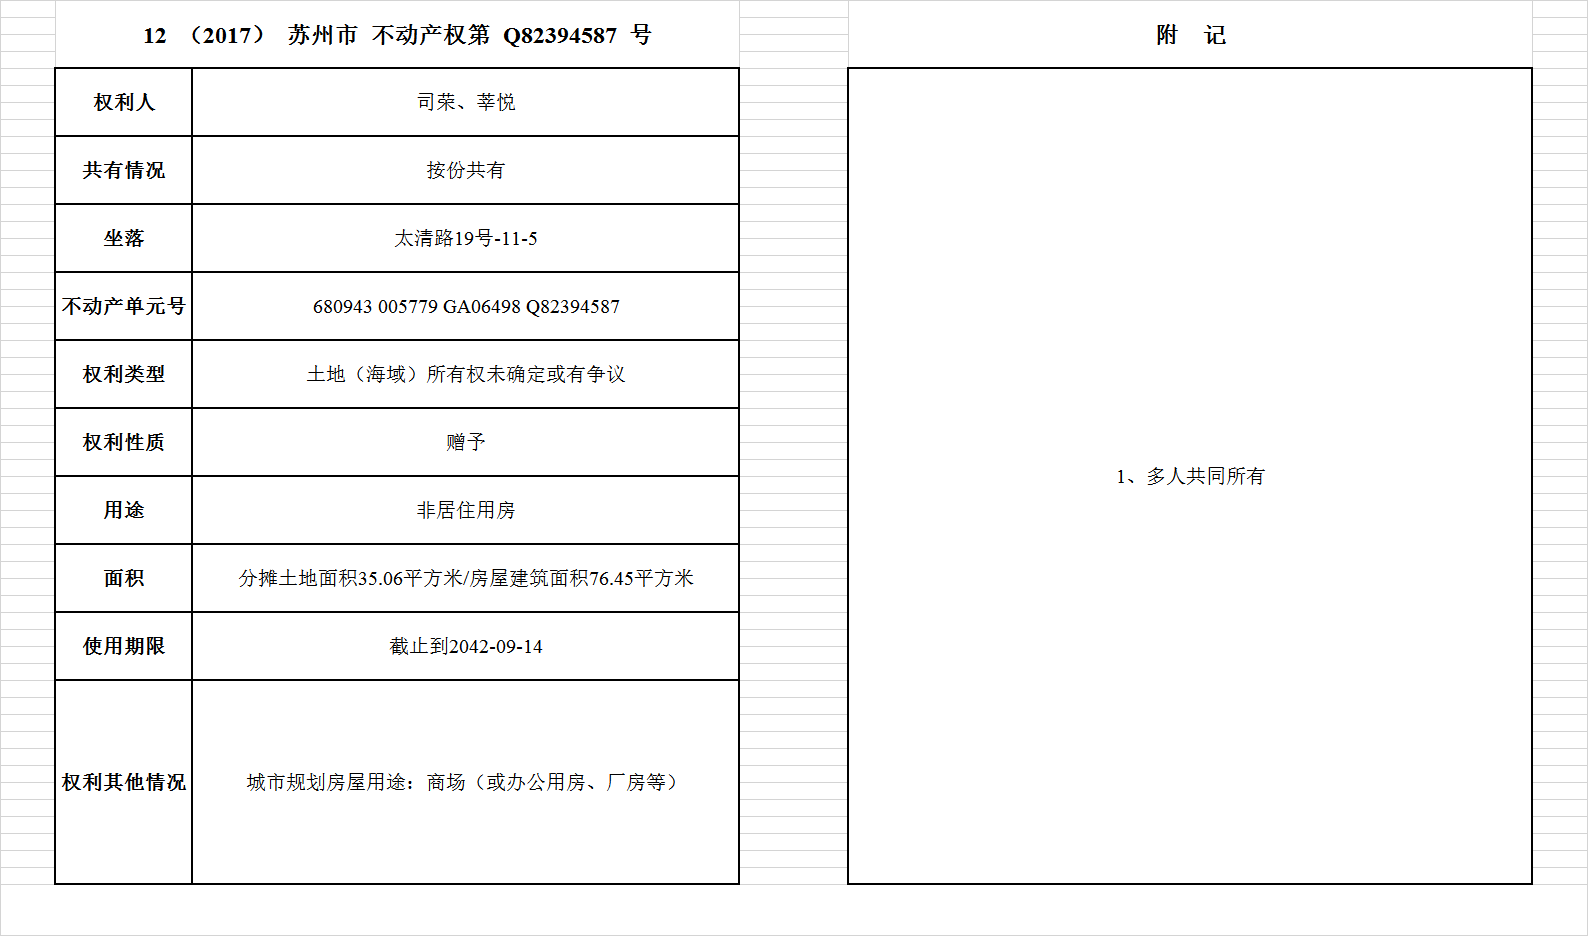 12 （2017） 苏州市 不动产权第 Q82394587 号
权利人 司荣、莘悦
共有情况 按份共有
坐落 太清路19号-11-5
不动产单元号 680943 005779 GA06498 Q82394587
权利类型 土地（海域）所有权未确定或有争议
权利性质 赠予
用途 非居住用房
面积 分摊土地面积35.06平方米/房屋建筑面积76.45平方米
使用期限 截止到2042-09-14
权利其他情况 城市规划房屋用途：商场（或办公用房、厂房等）
附 记
1、多人共同所有